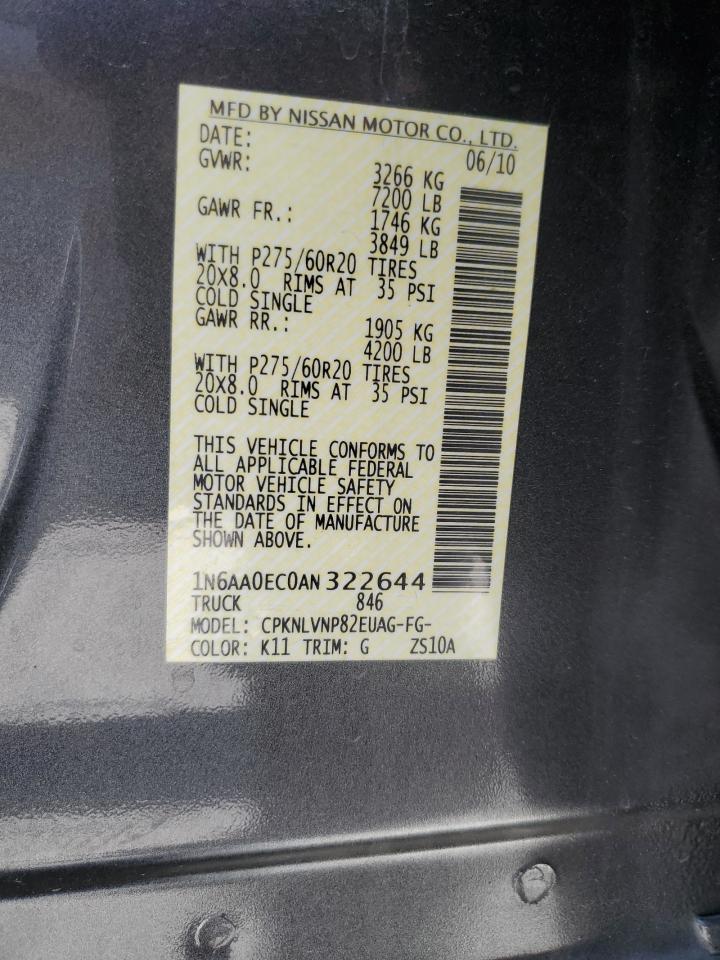 MFD BY NISSAN MOTOR CO., LTD.
DATE: 06/10
GVWR: 3266 KG
7200 LB
GAWR FR.: 1746 KG
3849 LB
WITH P275/60R20 TIRES
20X8.0 RIMS AT 35 PSI
COLD SINGLE
GAWR RR.: 1905 KG
4200 LB
WITH P275/60R20 TIRES
20X8.0 RIMS AT 35 PSI
COLD SINGLE
THIS VEHICLE CONFORMS TO
ALL APPLICABLE FEDERAL
MOTOR VEHICLE SAFETY
STANDARDS IN EFFECT ON
THE DATE OF MANUFACTURE
SHOWN ABOVE.
1N6AA0EC0AN322644
TRUCK 846
MODEL: CPKNLVNP82EUAG-FG-
COLOR: K11 TRIM: G ZS10A